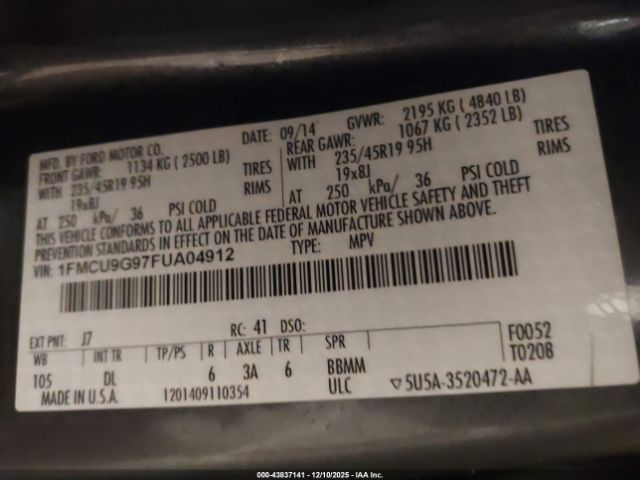 MFD. BY FORD MOTOR CO.
DATE: 09/14
GVWR: 2195 KG ( 4840 LB)
FRONT GAWR: 1134 KG ( 2500 LB)
REAR GAWR: 1067 KG ( 2352 LB)
WITH 235/45R19 95H TIRES
WITH 235/45R19 95H TIRES
19x8J RIMS
19x8J RIMS
AT 250 kPa/ 36 PSI COLD
AT 250 kPa/ 36 PSI COLD
THIS VEHICLE CONFORMS TO ALL APPLICABLE FEDERAL MOTOR VEHICLE SAFETY AND THEFT
PREVENTION STANDARDS IN EFFECT ON THE DATE OF MANUFACTURE SHOWN ABOVE.
VIN: 1FMCU9G97FUA04912
TYPE: MPV
EXT PNT: J7 RC: 41 DSO:
WB INT TR TP/PS R AXLE TR SPR
F0052
105 DL 6 3A 6 BBMM
T0208
MADE IN U.S.A. 1201409110354 ULC ▽5U5A-3520472-AA
000-43837141 - 12/10/2025 - IAA Inc.